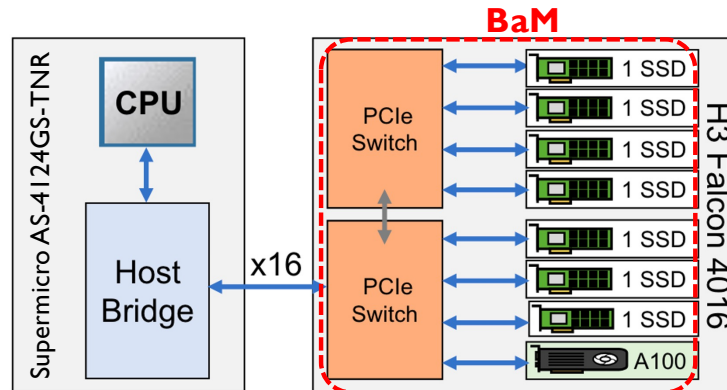 BaM
Supermicro AS-4124GS-TNR
CPU
Host
Bridge
x16
PCIe
Switch
1 SSD
1 SSD
1 SSD
1 SSD
PCIe
Switch
1 SSD
1 SSD
1 SSD
A100
H3 Falcon 4016